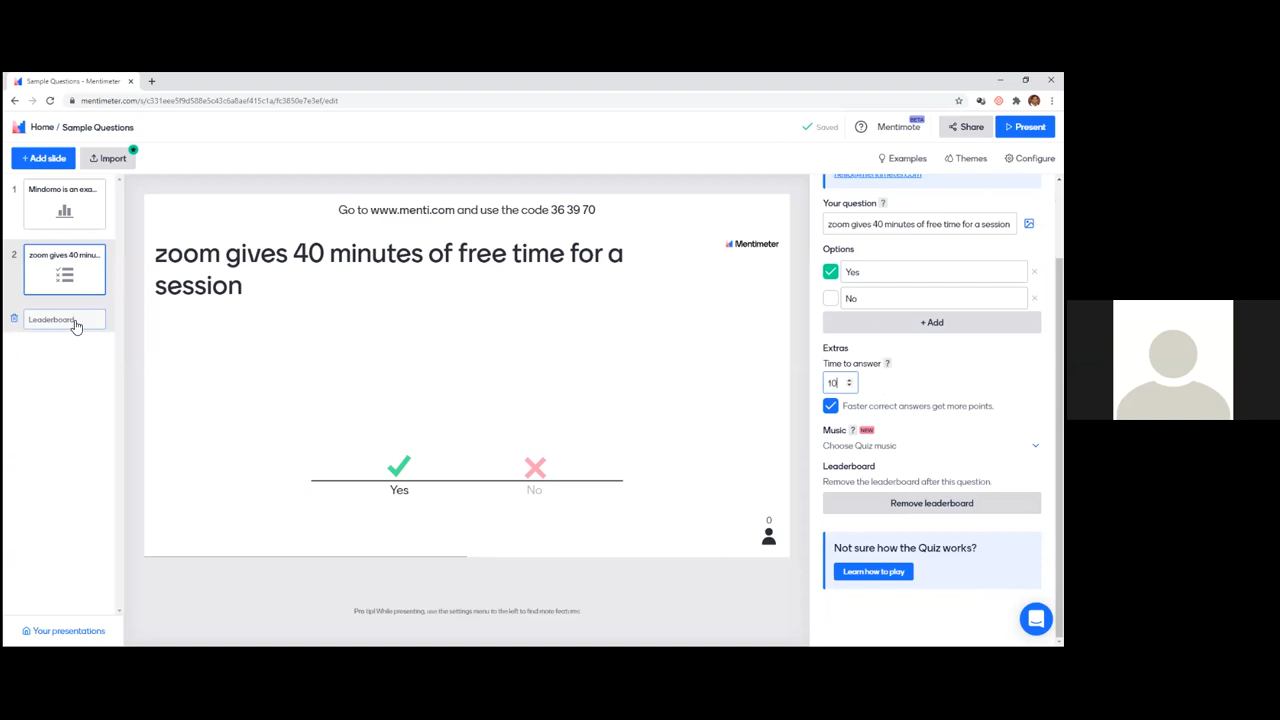 Sample Questions - Mentimeter
mentimeter.com/s/c331eee5f9d588e5c43c6a8aef415c1a/fc3850e7e3ef/edit
Home / Sample Questions
Saved
Mentimote
BETA
Share
Present
+ Add slide
Import
Examples
Themes
Configure
1
Mindomo is an exa...
2
zoom gives 40 minu...
Leaderboard
Your presentations
Go to www.menti.com and use the code 36 39 70
zoom gives 40 minutes of free time for a
session
Mentimeter
Yes
No
0
Pro tip! While presenting, use the settings menu to the left to find more features
hello@mentimeter.com
Your question ?
zoom gives 40 minutes of free time for a session
Options
Yes
No
+ Add
Extras
Time to answer ?
10
Faster correct answers get more points.
Music ? NEW
Choose Quiz music
Leaderboard
Remove the leaderboard after this question.
Remove leaderboard
Not sure how the Quiz works?
Learn how to play